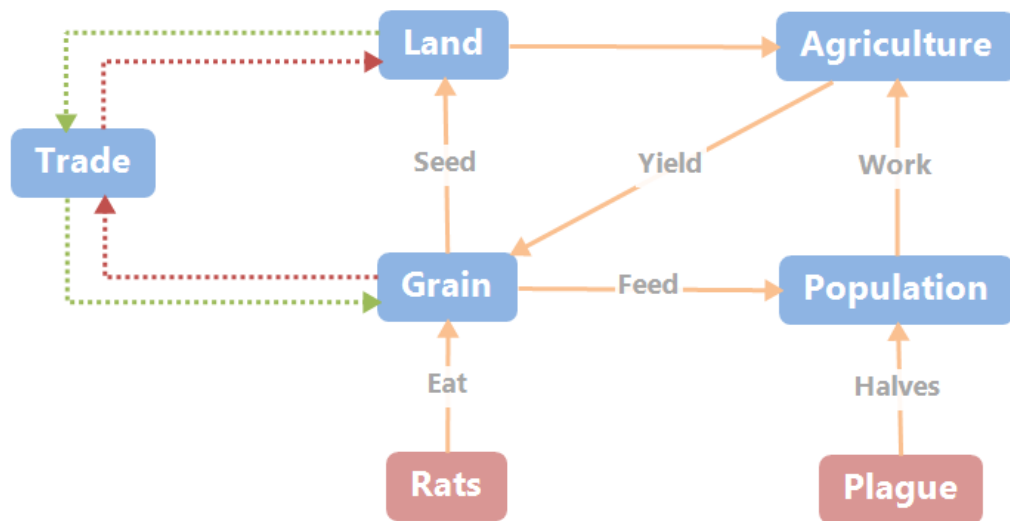 Land
Agriculture
Trade
Seed
Yield
Work
Grain
Feed
Population
Eat
Halves
Rats
Plague